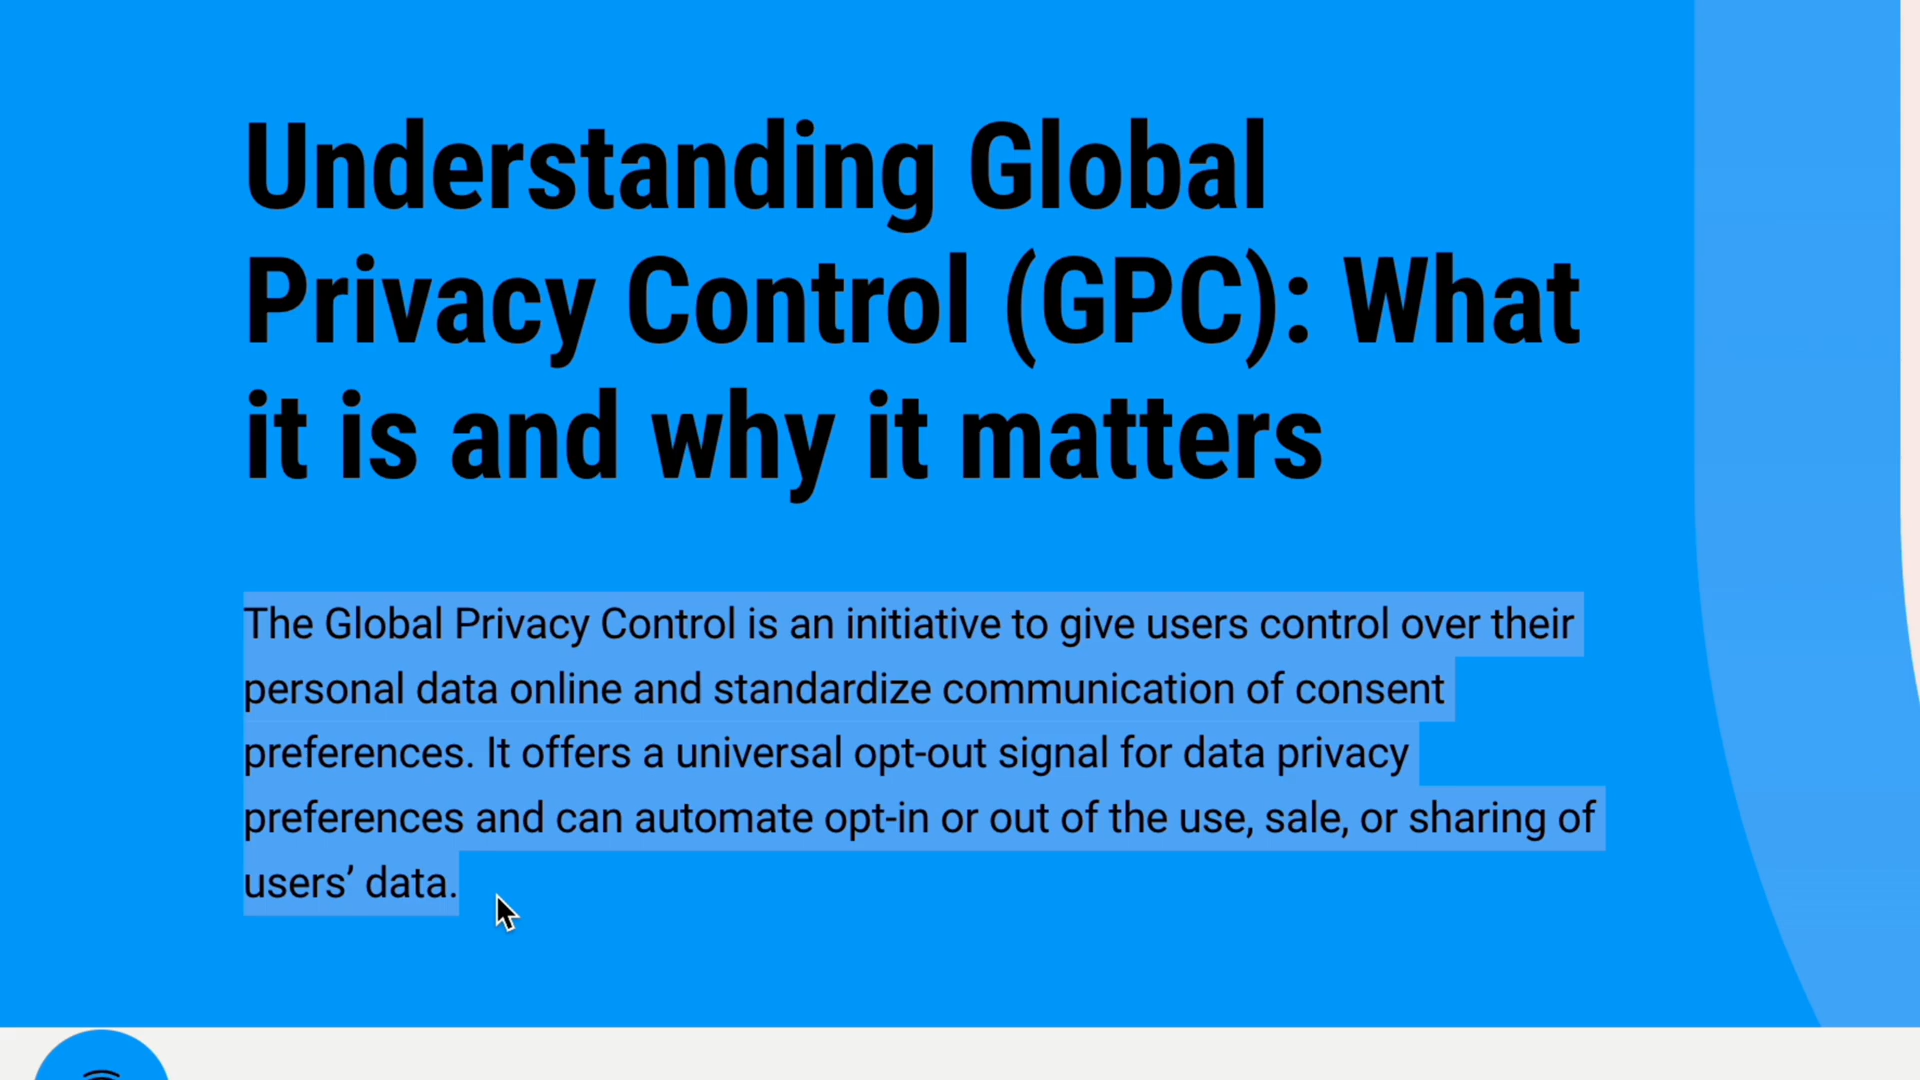 Understanding Global
Privacy Control (GPC): What
it is and why it matters
The Global Privacy Control is an initiative to give users control over their
personal data online and standardize communication of consent
preferences. It offers a universal opt-out signal for data privacy
preferences and can automate opt-in or out of the use, sale, or sharing of
users’ data.